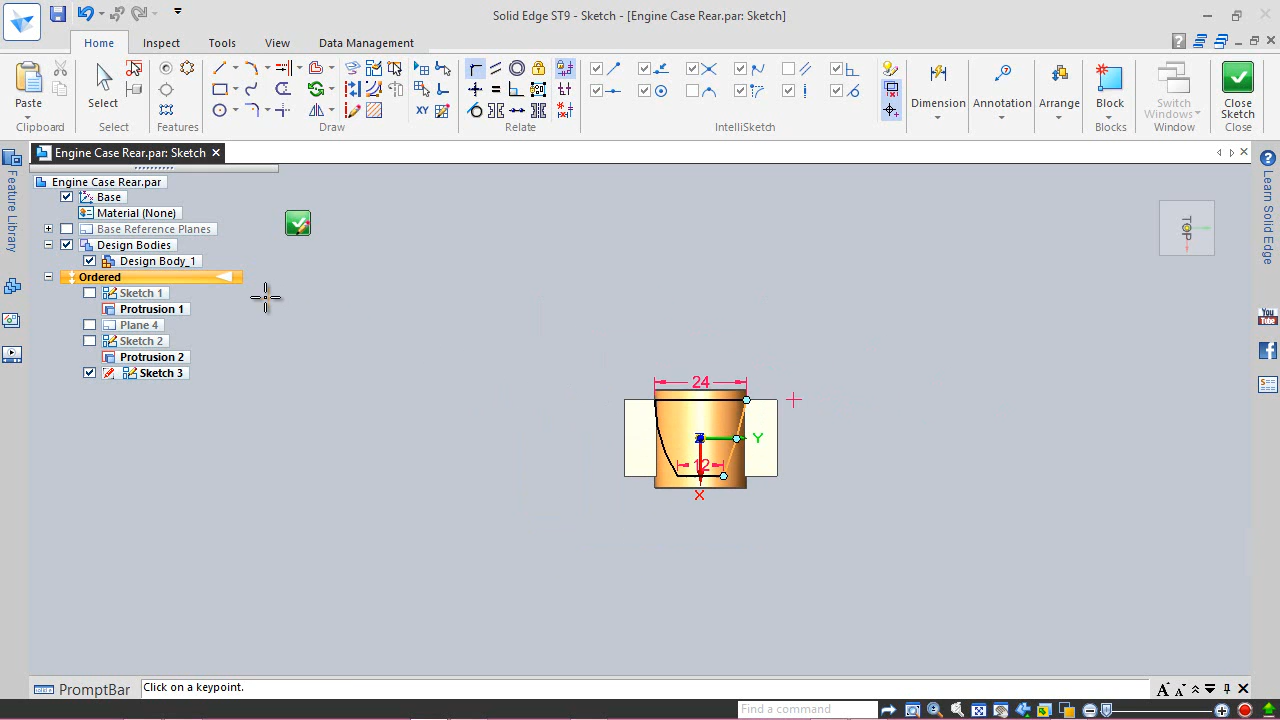 Solid Edge ST9 - Sketch - [Engine Case Rear.par: Sketch]
Home
Inspect
Tools
View
Data Management
Paste
Clipboard
Select
Select
Features
Draw
Relate
IntelliSketch
Dimension
Annotation
Arrange
Block
Blocks
Switch
Windows
Window
Close
Sketch
Close
Engine Case Rear.par: Sketch
Feature Library
Engine Case Rear.par
Base
Material (None)
Base Reference Planes
Design Bodies
Design Body_1
Ordered
Sketch 1
Protrusion 1
Plane 4
Sketch 2
Protrusion 2
Sketch 3
TOP
24
Y
Z
12
X
Learn Solid Edge
You
Tube
PromptBar
Click on a keypoint.
Find a command